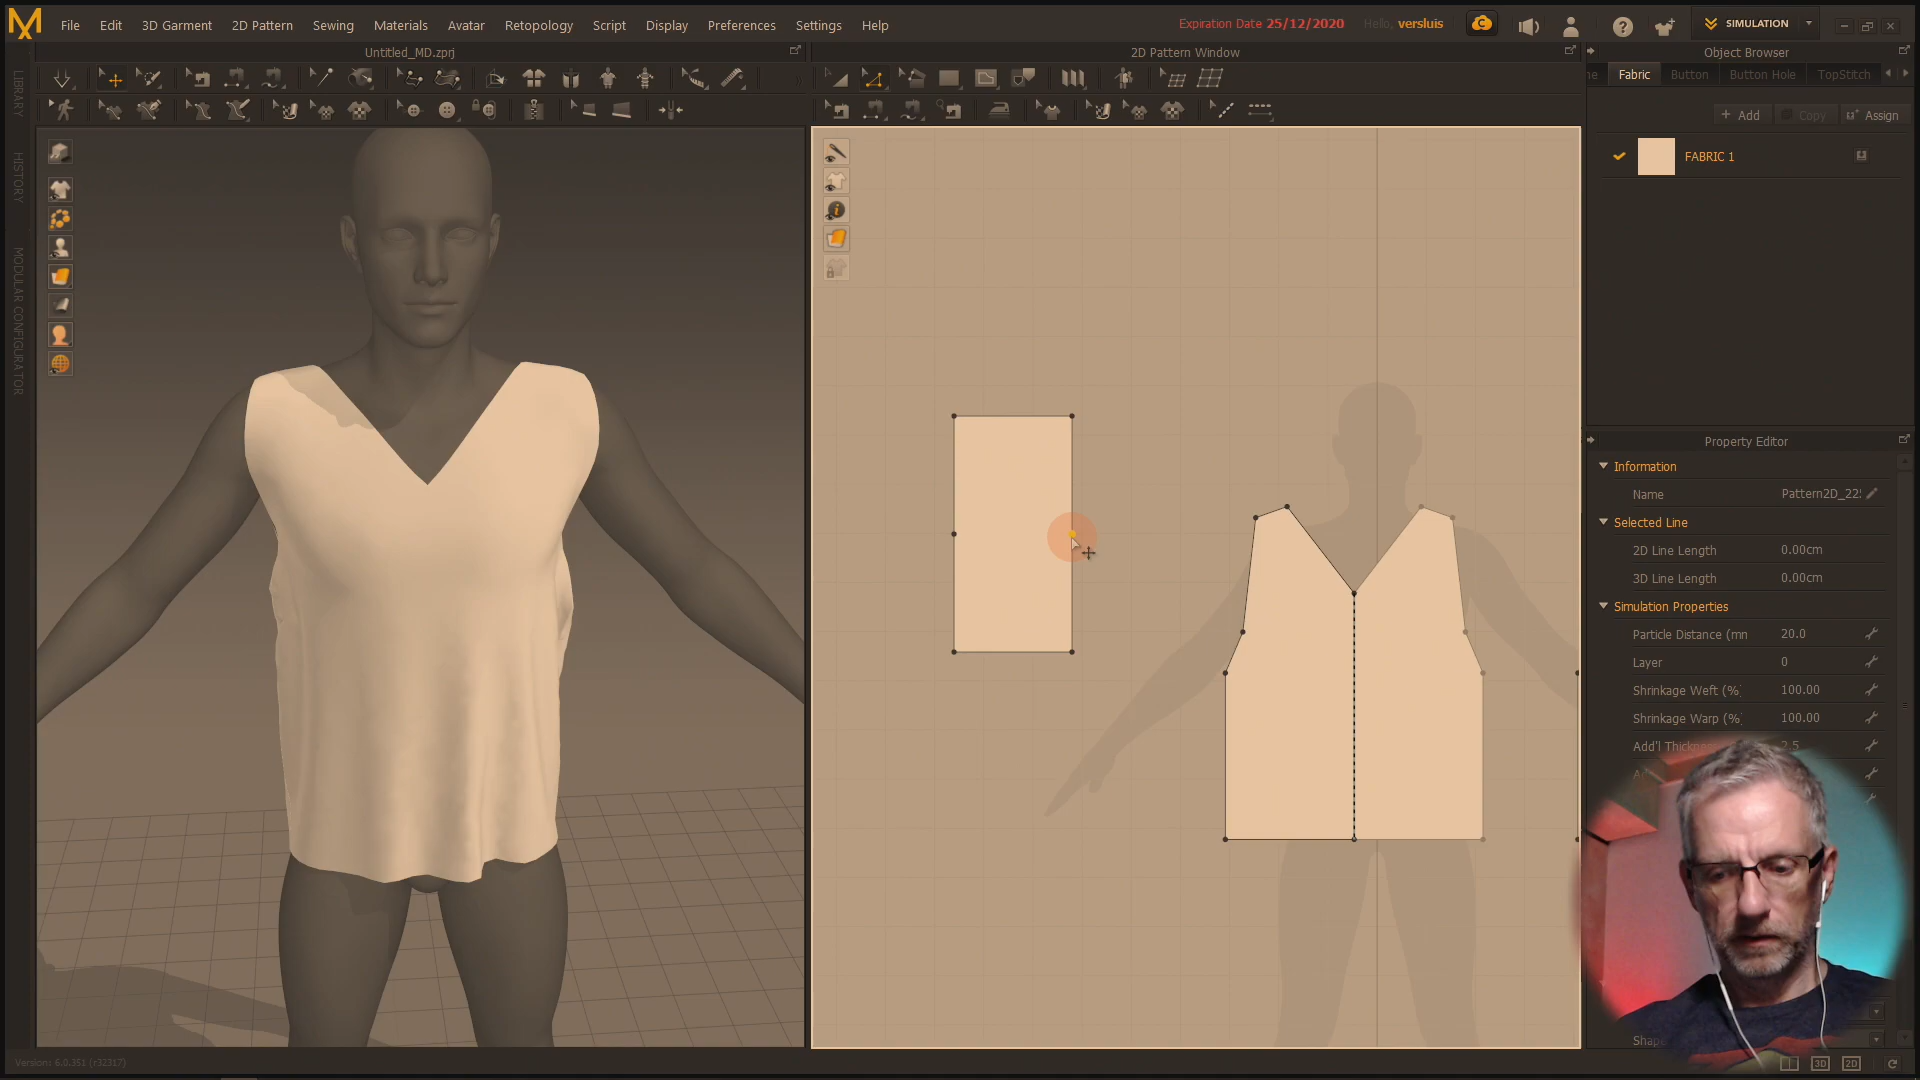 File Edit 3D Garment 2D Pattern Sewing Materials Avatar Retopology Script Display Preferences Settings Help
Expiration Date 25/12/2020 Hello, versluis
SIMULATION
Untitled_MD.zprj
2D Pattern Window
Object Browser
Fabric Button Button Hole TopStitch
LIBRARY
HISTORY
MODULAR CONFIGURATOR
Add Copy Assign
FABRIC 1
Property Editor
Information
Name Pattern2D_22
Selected Line
2D Line Length 0.00cm
3D Line Length 0.00cm
Simulation Properties
Particle Distance (mn 20.0
Layer 0
Shrinkage Weft (% 100.00
Shrinkage Warp (% 100.00
Add'l Thickne 2.5
Shap
Version: 6.0.351 (r32317)
3D 2D